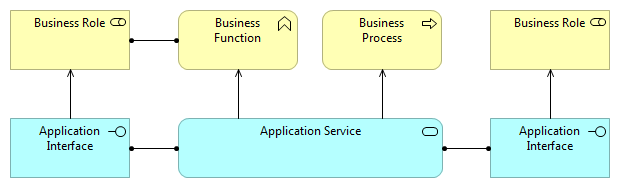 Business Role
Business
Function
Business
Process
Business Role
Application
Interface
Application Service
Application
Interface